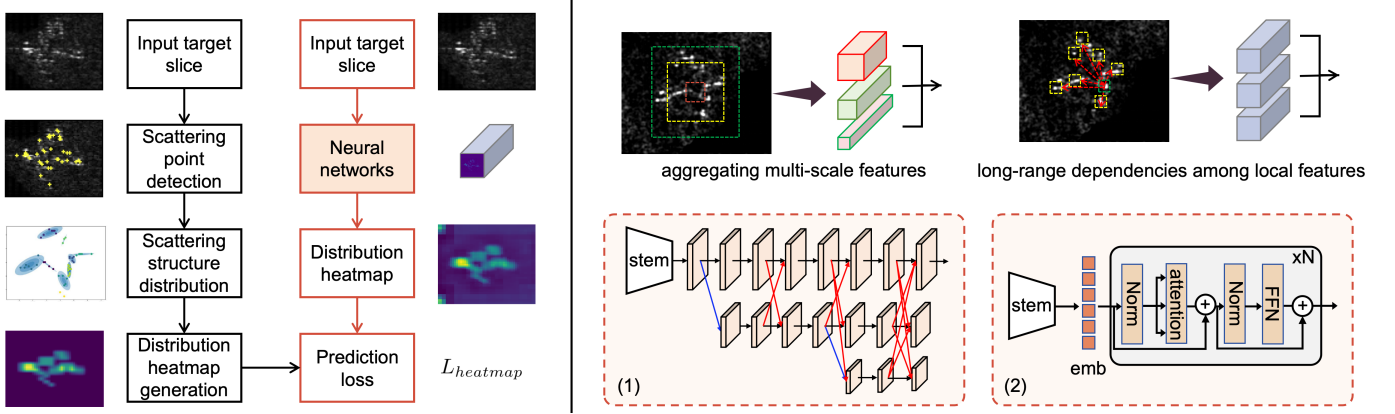 Input target
slice
Scattering
point
detection
Scattering
structure
distribution
Distribution
heatmap
generation
Input target
slice
Neural
networks
Distribution
heatmap
Prediction
loss
L_{heatmap}
aggregating multi-scale features
long-range dependencies among local features
stem
(1)
stem
emb
Norm
attention
+
Norm
FFN
+
xN
(2)